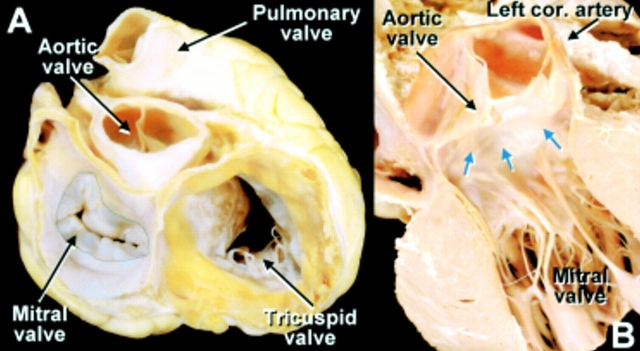 A
Pulmonary
valve
Aortic
valve
Mitral
valve
Tricuspid
valve
Aortic
valve
Left cor. artery
Mitral
valve
B